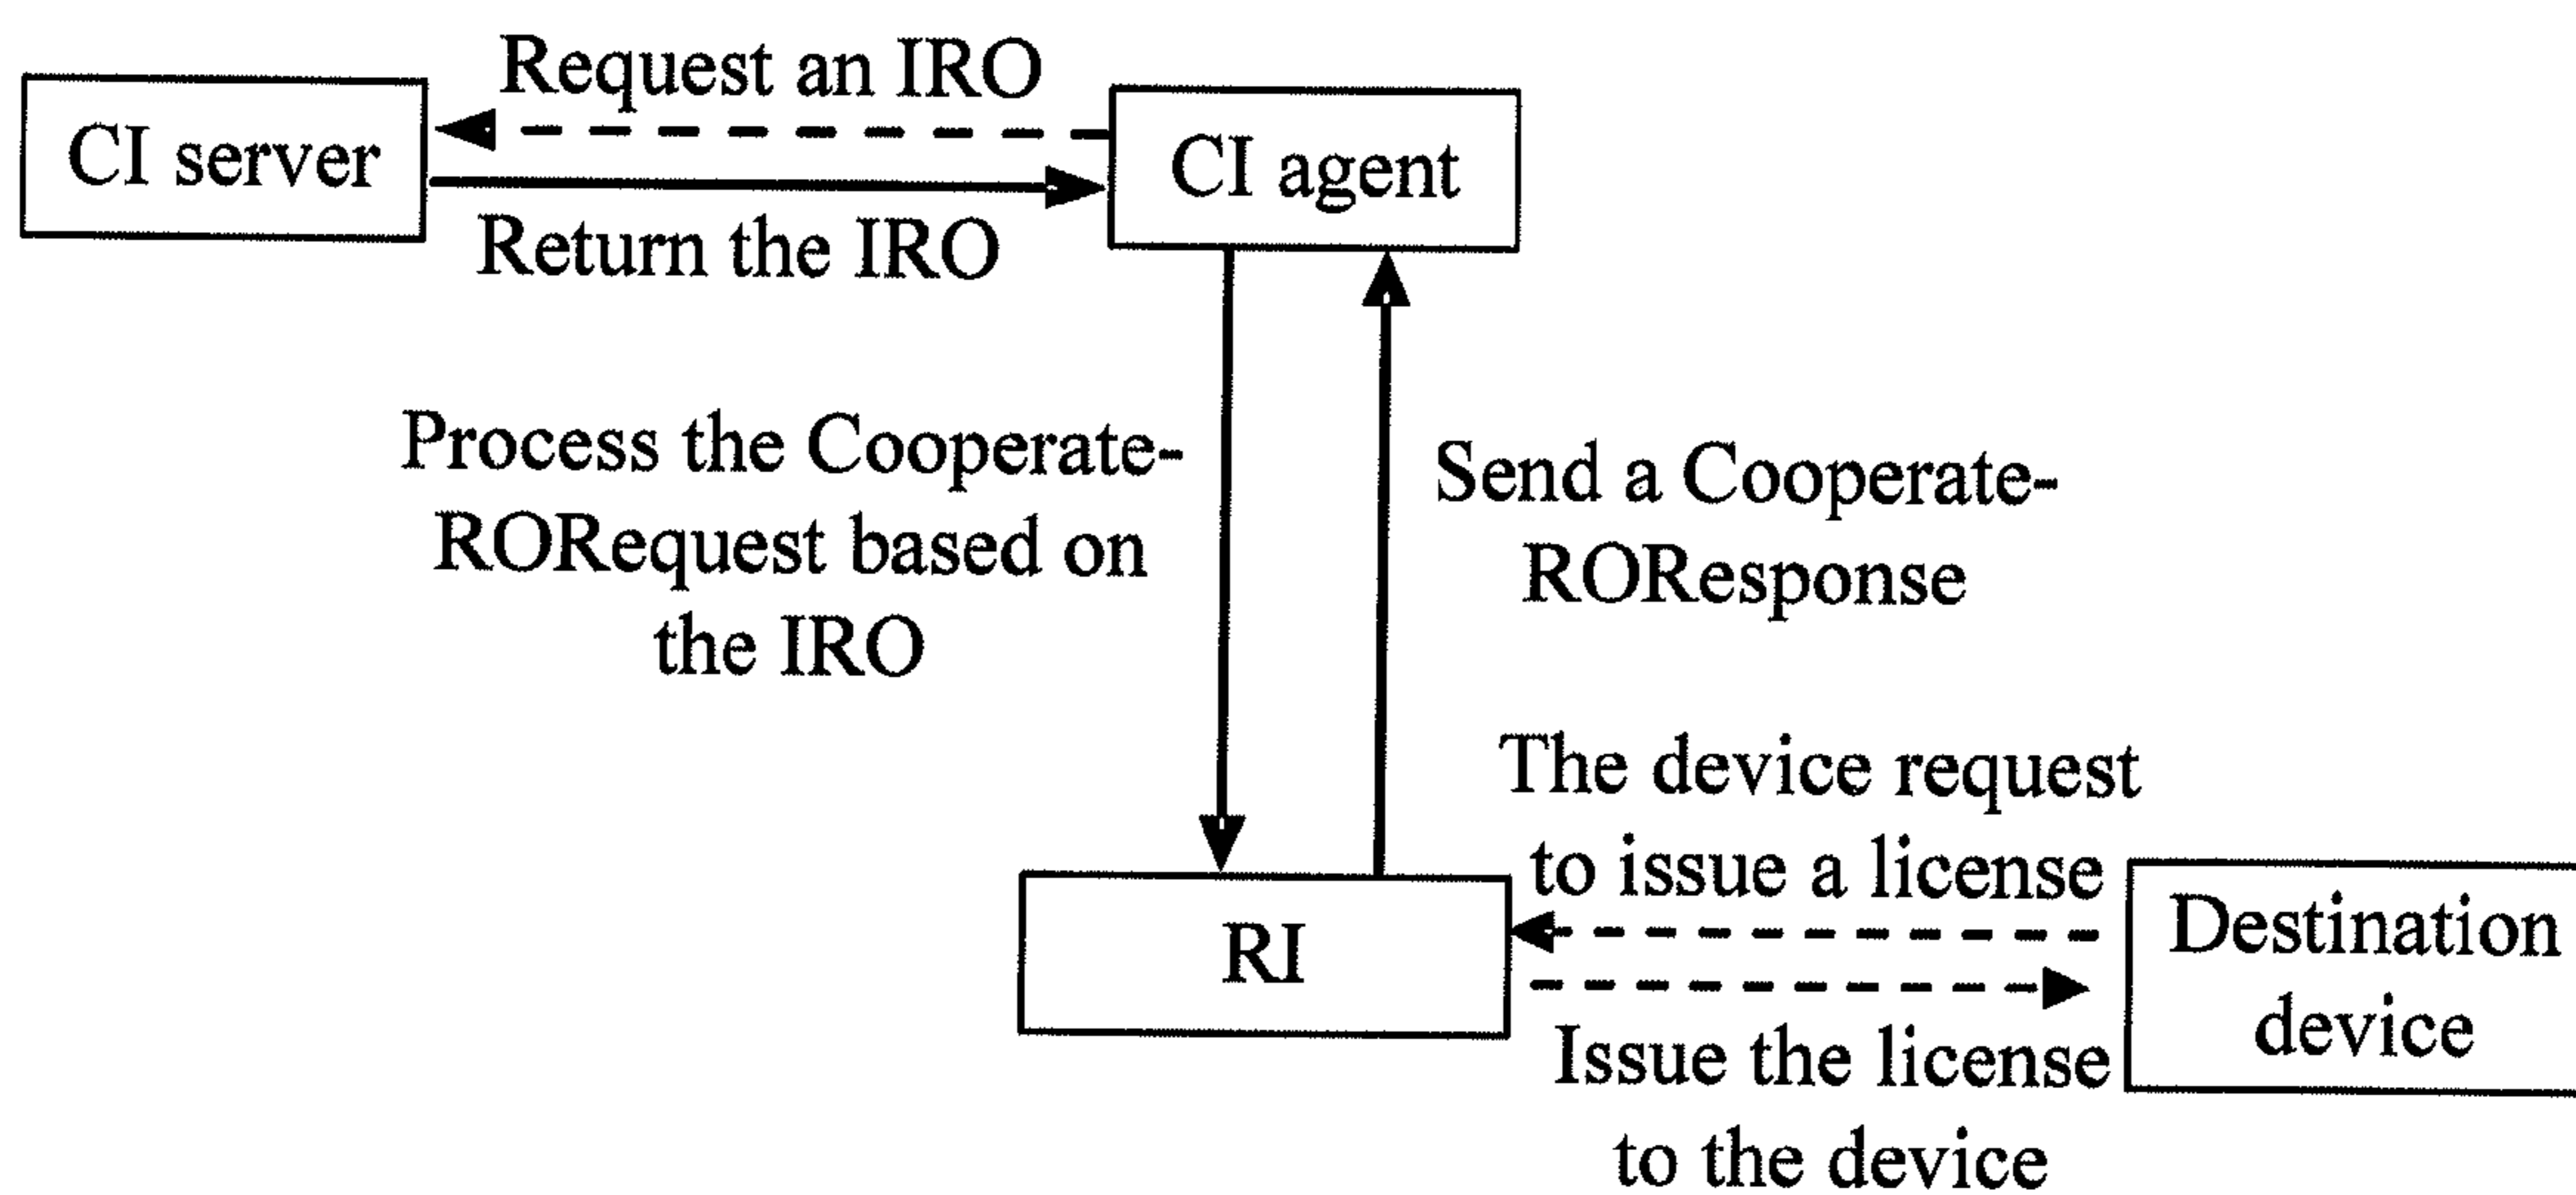 Request an IRO
CI server
CI agent
Return the IRO
Process the Cooperate-
RORequest based on
the IRO
Send a Cooperate-
ROResponse
The device request
to issue a license
RI
Destination
device
Issue the license
to the device